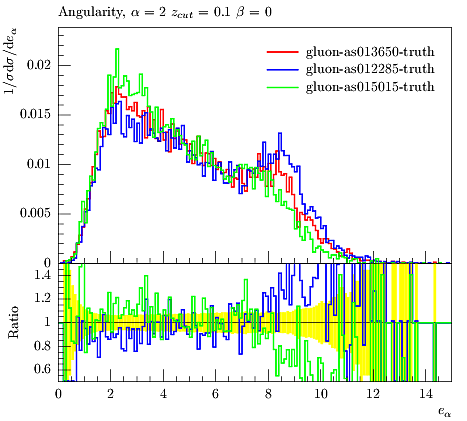 Angularity, α = 2 z_cut = 0.1 β = 0
1/σ dσ/de_α
gluon-as013650-truth
gluon-as012285-truth
gluon-as015015-truth
0.02
0.015
0.01
0.005
0
1.4
1.2
1
0.8
0.6
Ratio
0 2 4 6 8 10 12 14
e_α